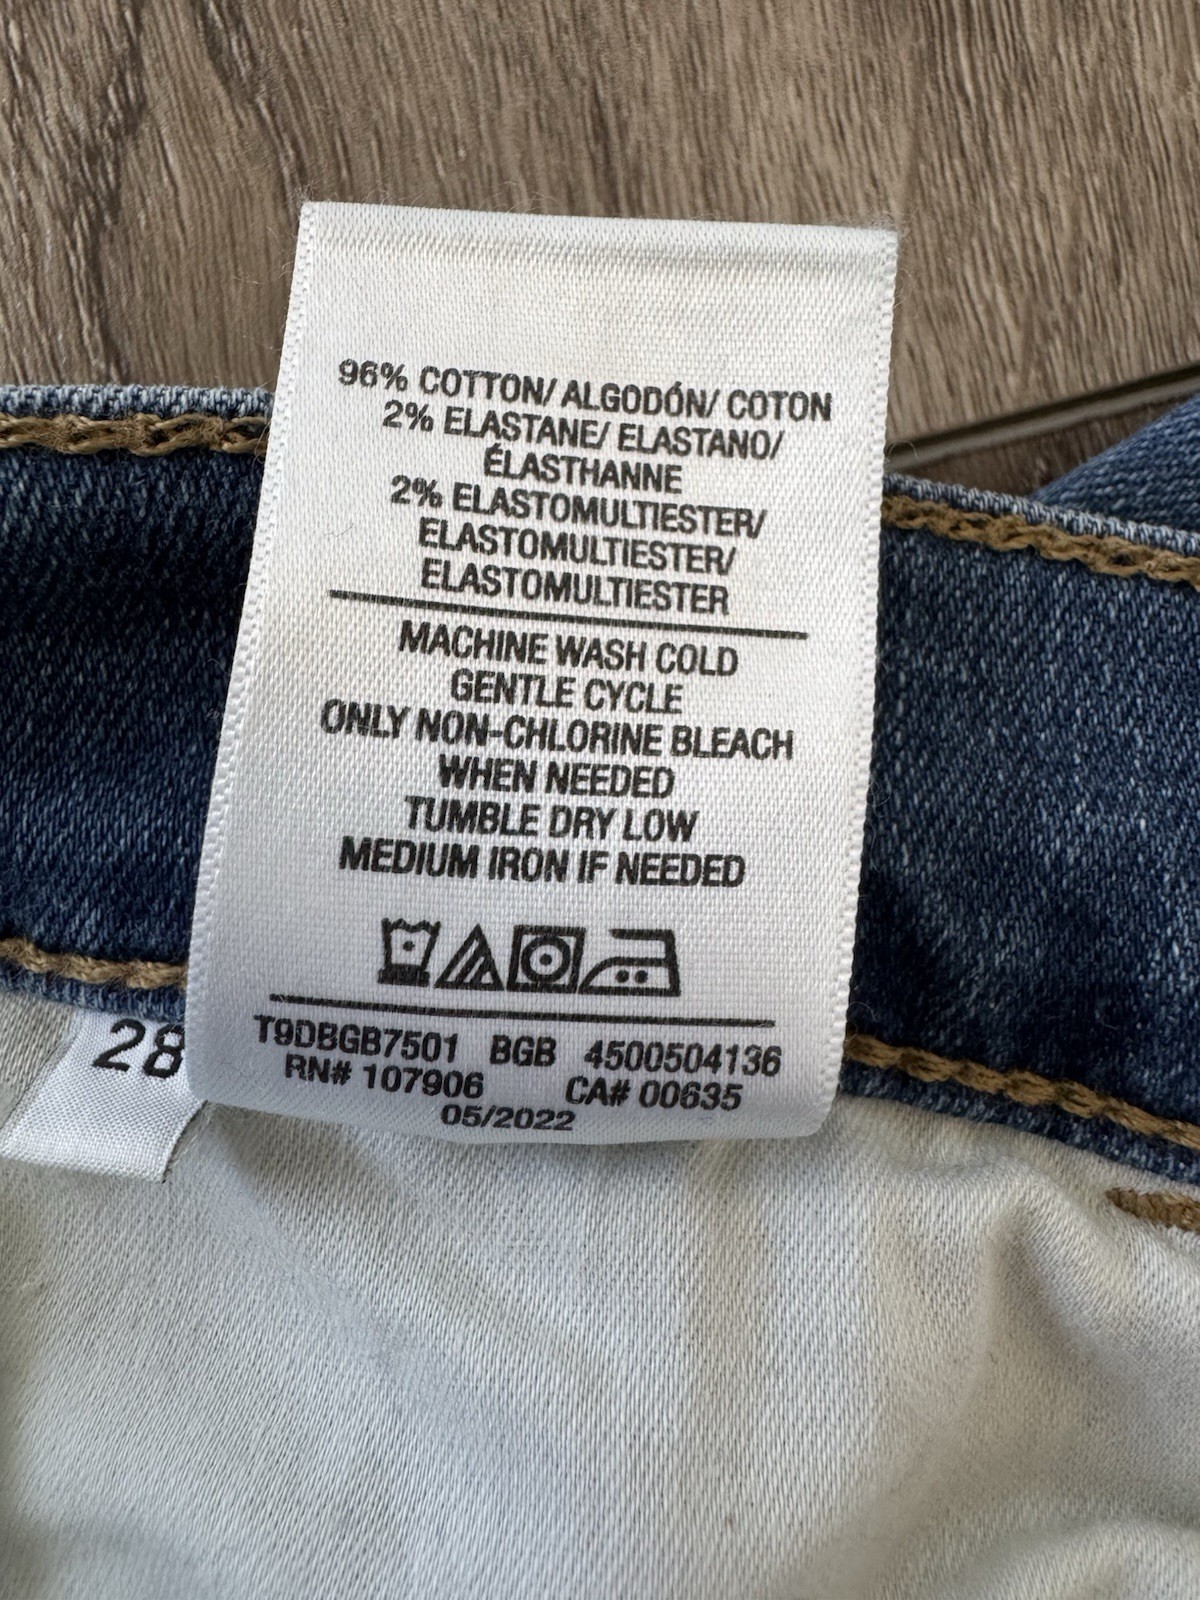 96% COTTON/ ALGODÓN/ COTON
2% ELASTANE/ ELASTANO/
ÉLASTHANNE
2% ELASTOMULTIESTER/
ELASTOMULTIESTER/
ELASTOMULTIESTER
MACHINE WASH COLD
GENTLE CYCLE
ONLY NON-CHLORINE BLEACH
WHEN NEEDED
TUMBLE DRY LOW
MEDIUM IRON IF NEEDED
T9DBGB7501 BGB 4500504136
RN# 107906 CA# 00635
05/2022
28